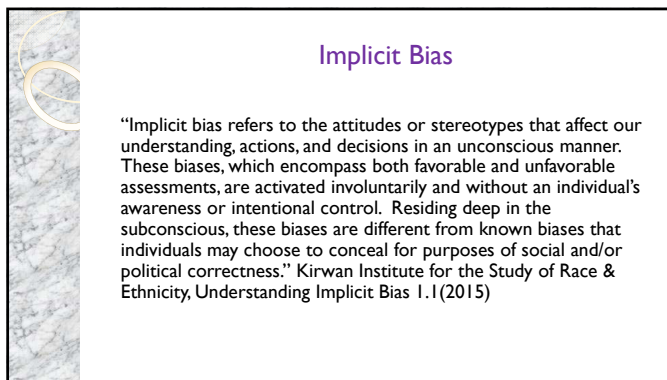 Implicit Bias
“Implicit bias refers to the attitudes or stereotypes that affect our
understanding, actions, and decisions in an unconscious manner.
These biases, which encompass both favorable and unfavorable
assessments, are activated involuntarily and without an individual’s
awareness or intentional control.  Residing deep in the
subconscious, these biases are different from known biases that
individuals may choose to conceal for purposes of social and/or
political correctness.” Kirwan Institute for the Study of Race &
Ethnicity, Understanding Implicit Bias 1.1(2015)